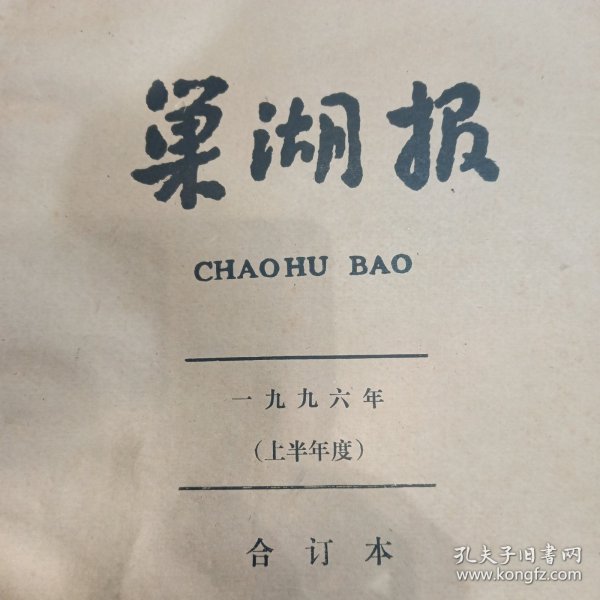 巢湖报
CHAOHU BAO
一九九六年
(上半年度)
合订本
孔夫子旧书网
www.kongfz.com